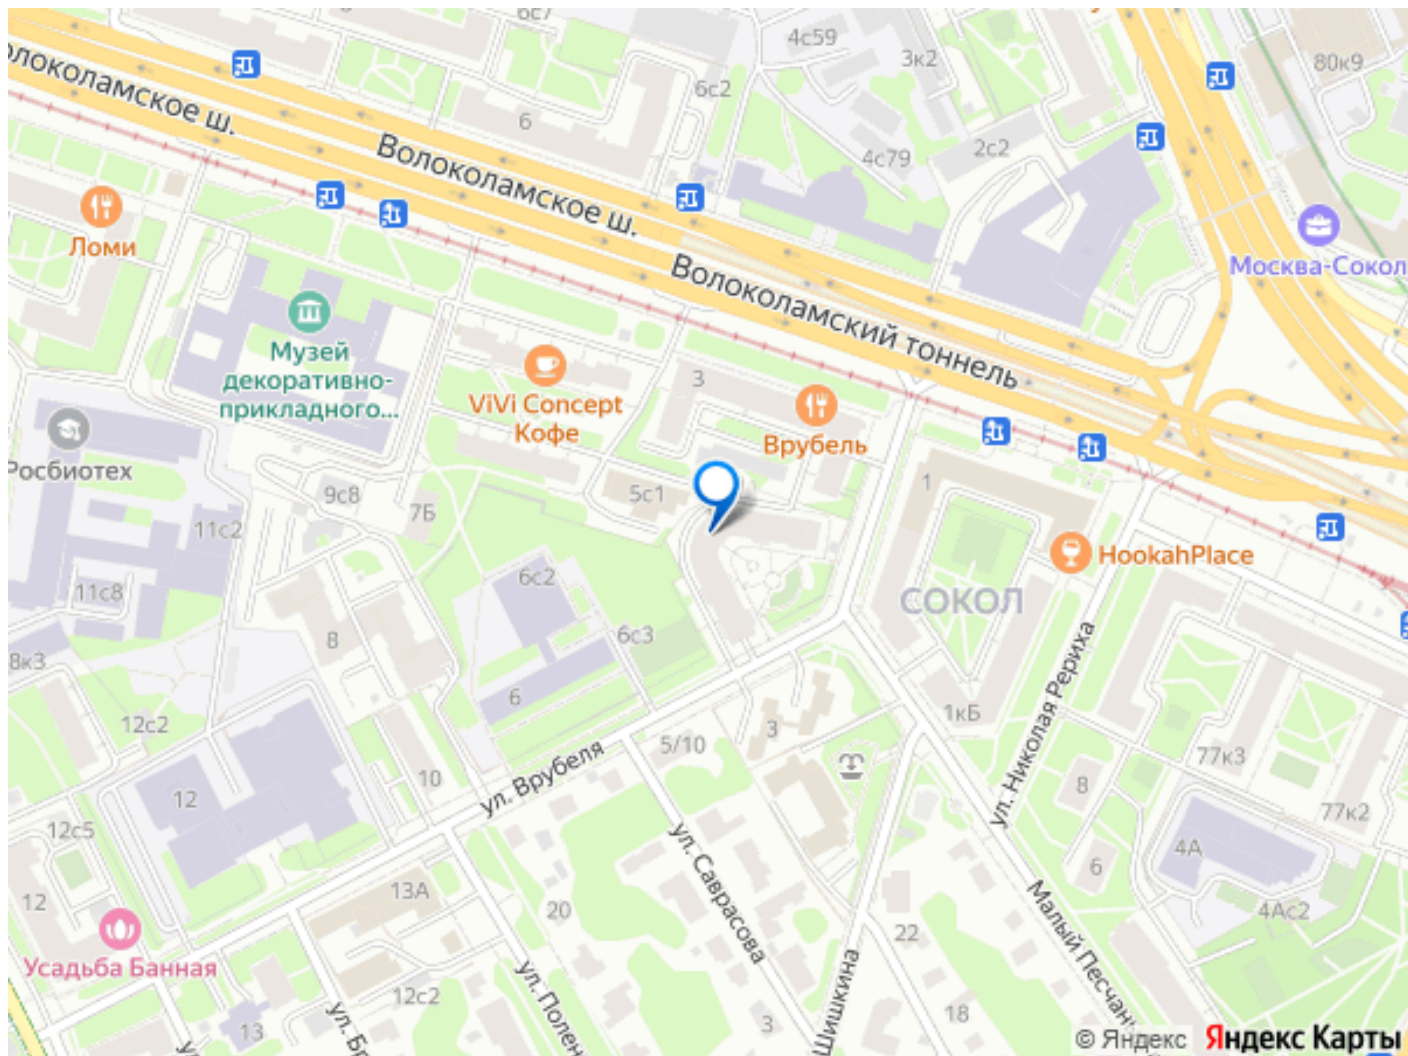 6с7
4с59
3к2
80к9
6с2
Волоколамское ш.
6
Волоколамское ш.
4с79
2с2
Ломи
Москва-Сокол
Волоколамский тоннель
Музей
декоративно-
прикладного...
ViVi Concept
Кофе
3
Врубель
Росбиотех
9с8
7Б
5с1
1
11с2
HookahPlace
11с8
6с2
СОКОЛ
8к3
8
6с3
6
12с2
1кБ
ул. Николая Рериха
5/10
3
77к3
10
ул. Врубеля
12
8
77к2
12с5
ул. Саврасова
4А
6
13А
12
20
Малый Песчан
4Ас2
22
Усадьба Банная
ул. Полен
12с2
Шишкина
18
13
ул. Бр
3
© Яндекс Яндекс Карты